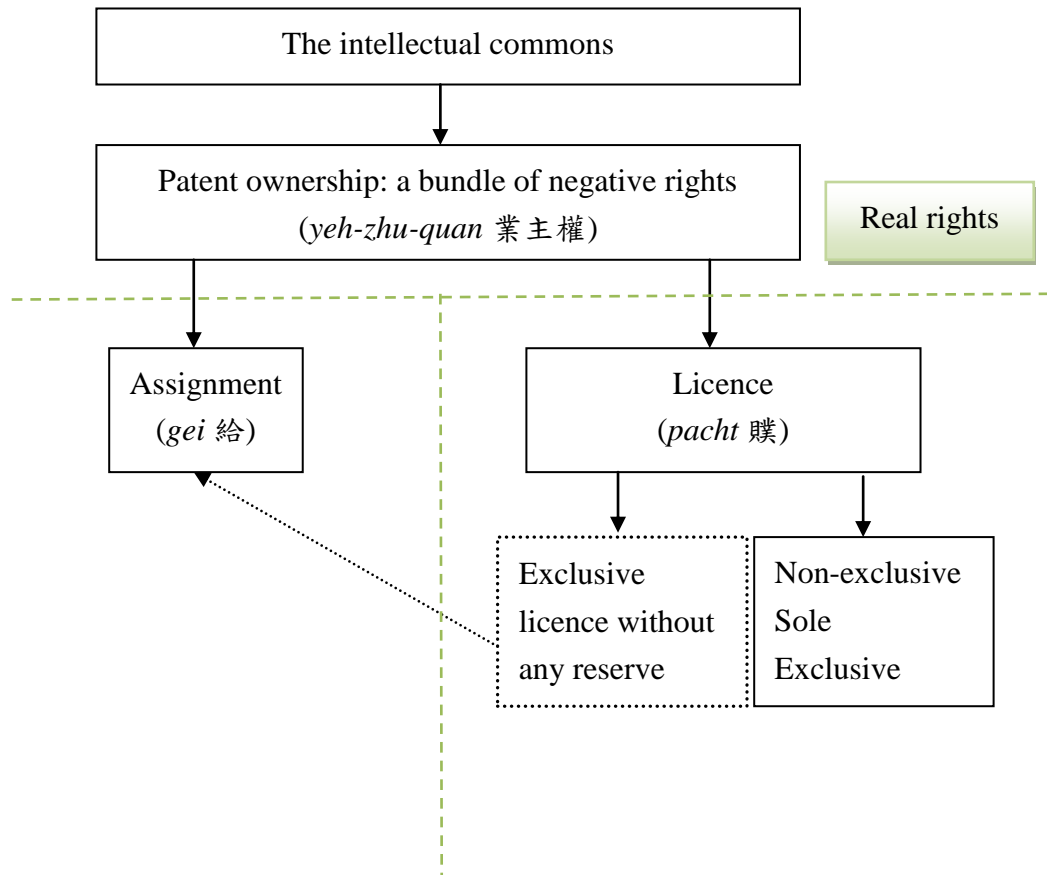 The intellectual commons
Patent ownership: a bundle of negative rights
(yeh-zhu-quan 業主權)
Real rights
Assignment
(gei 給)
Licence
(pacht 贌)
Exclusive
licence without
any reserve
Non-exclusive
Sole
Exclusive